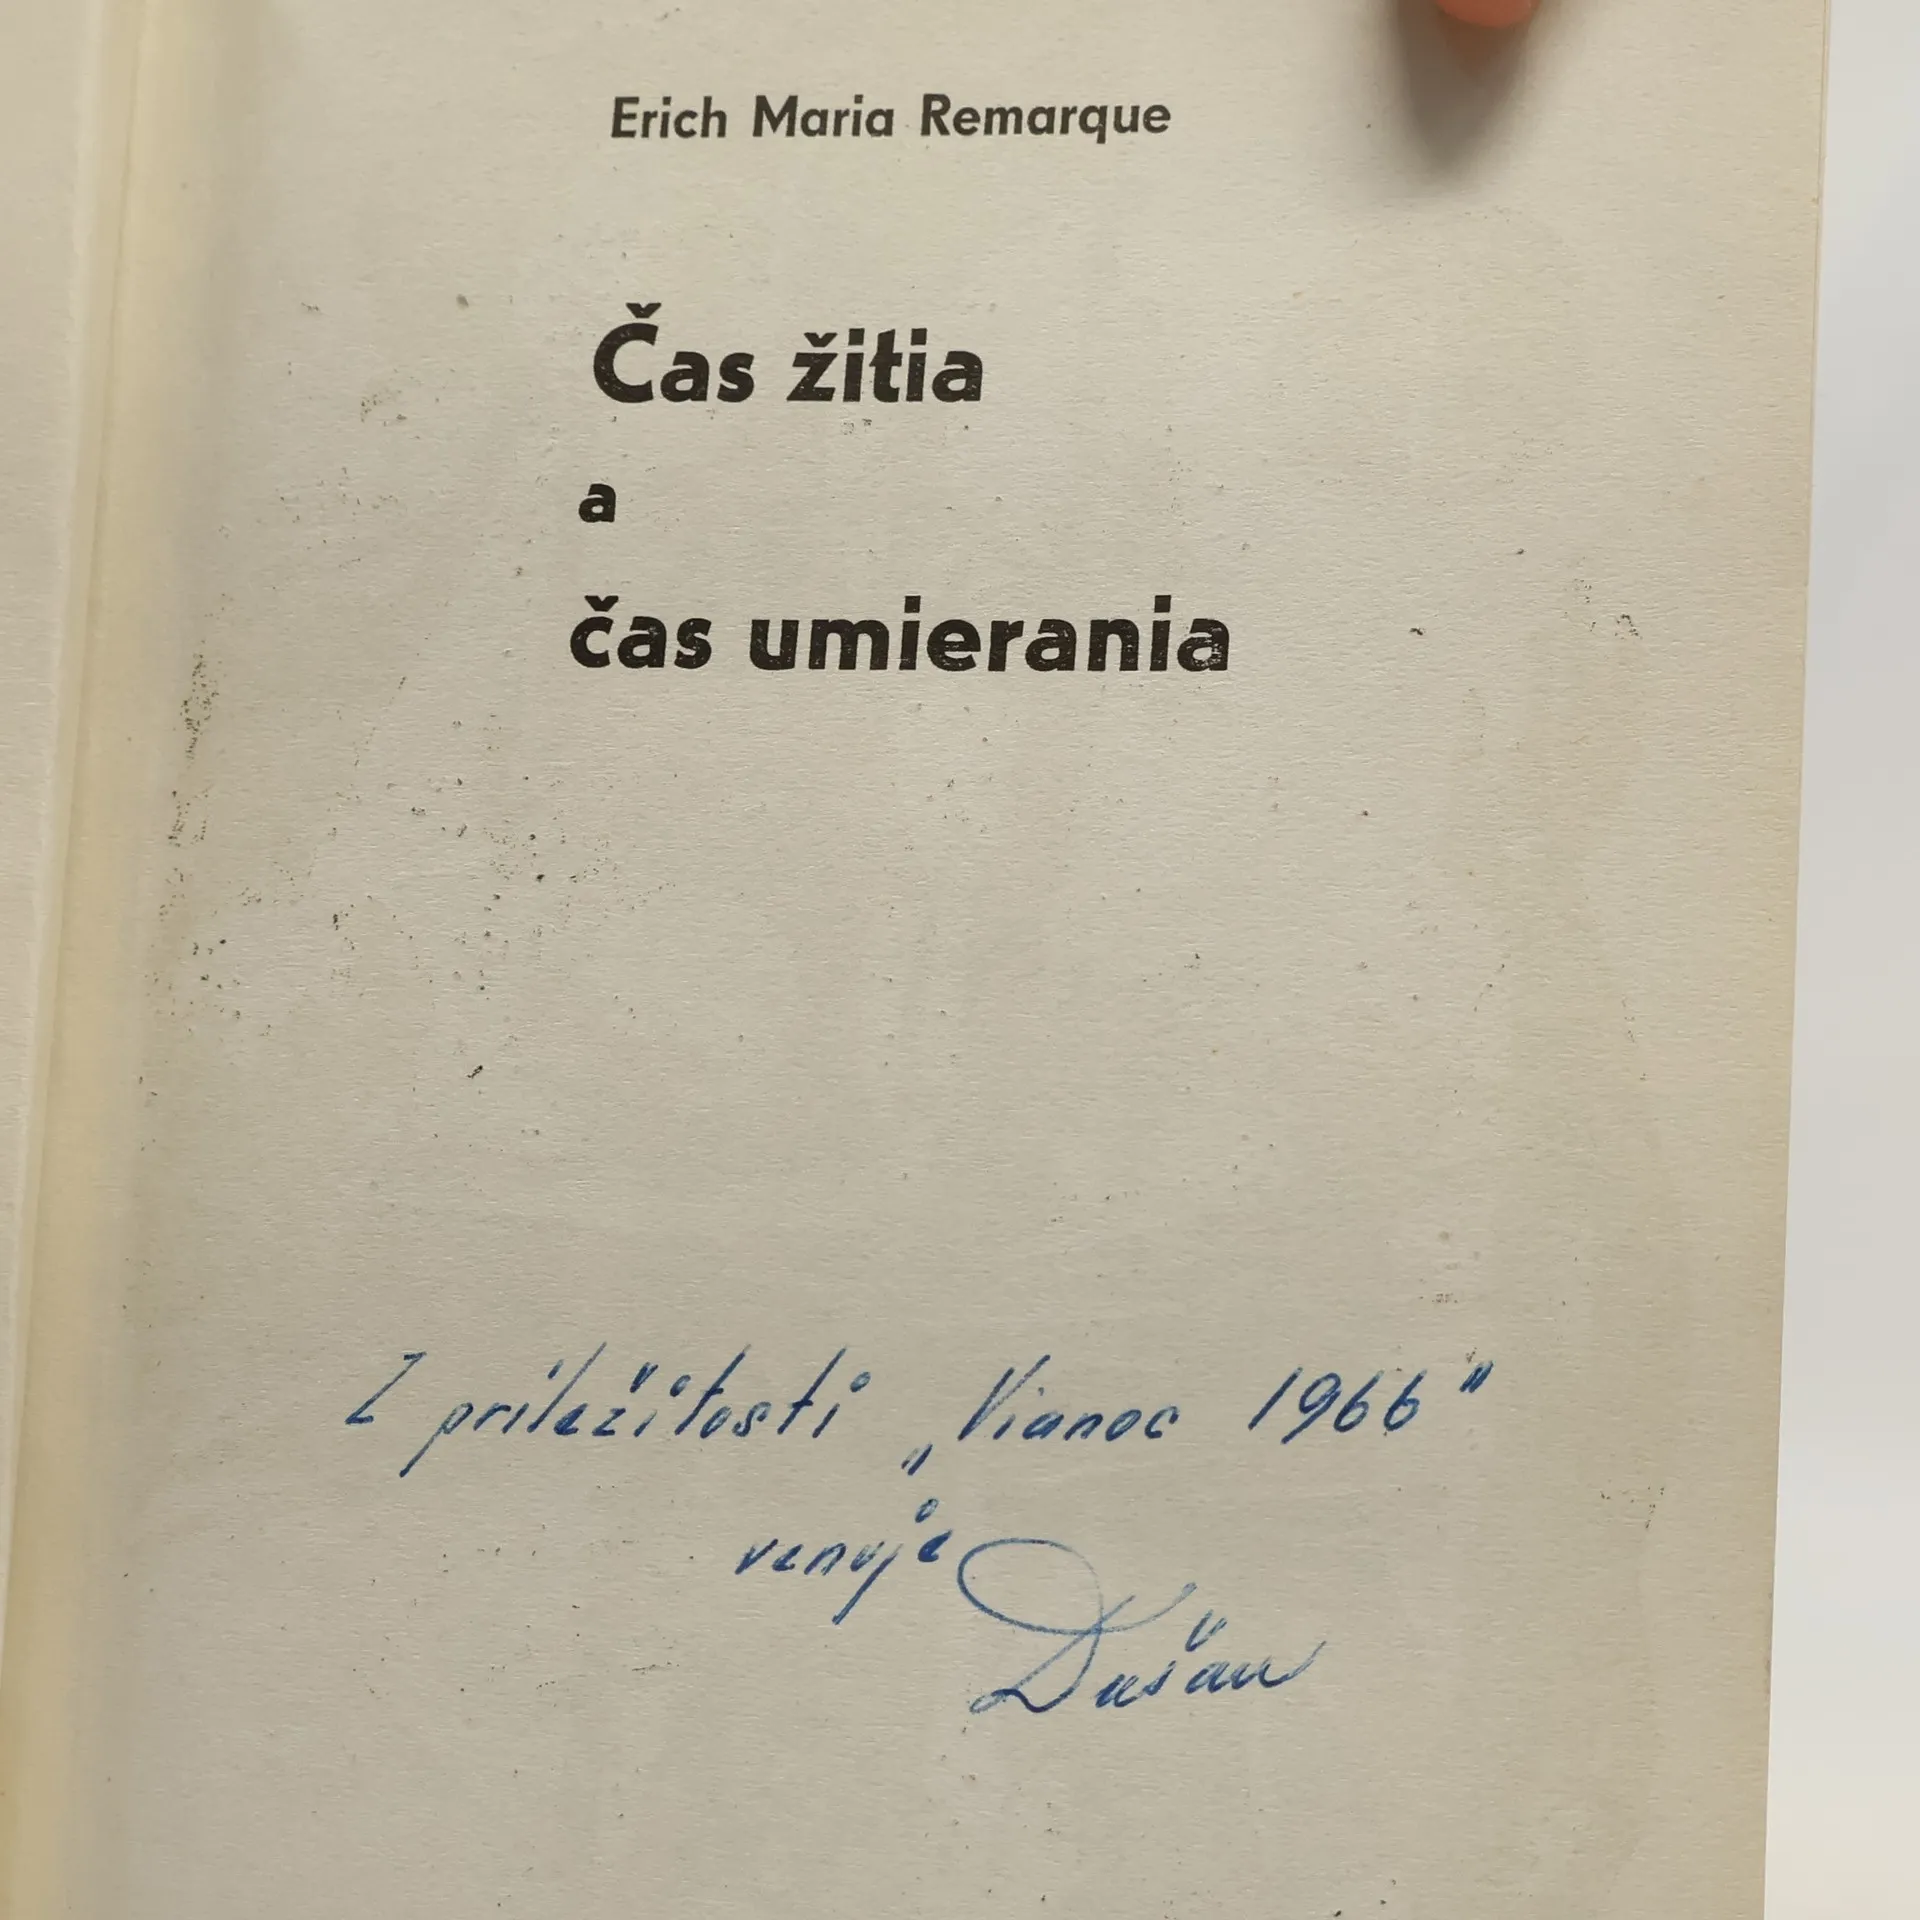 Erich Maria Remarque
Čas žitia
a
čas umierania
Z príležitosti „Vianoc 1966"
venuje
Dušan